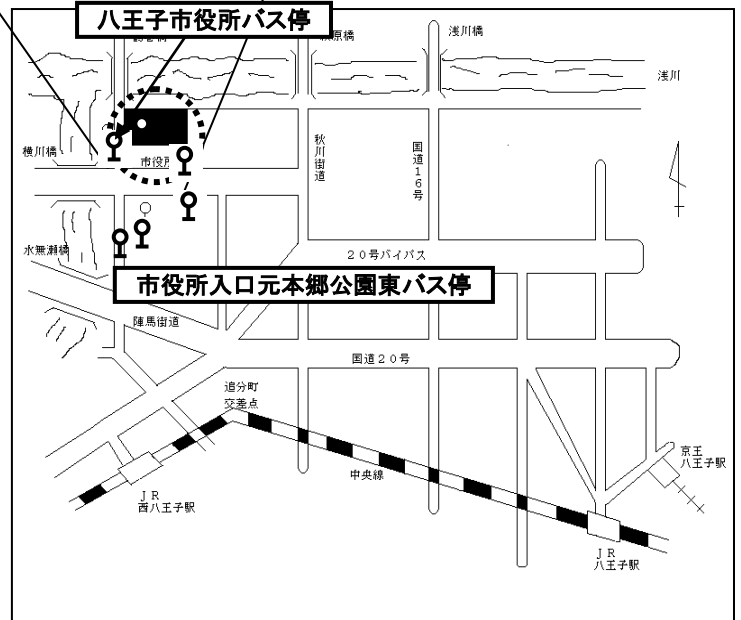 八王子市役所バス停
浅川橋
浅川
横川橋
秋川
街道
国道16号
水無瀬橋
20号バイパス
市役所入口元本郷公園東バス停
陣馬街道
国道20号
追分町
交差点
中央線
京王
八王子駅
JR
西八王子駅
JR
八王子駅